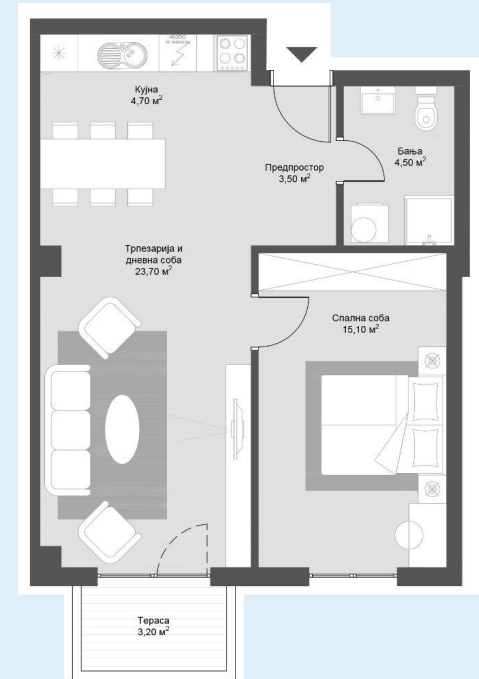 Кујна
4,70 м²
Бања
4,50 м²
Предпростор
3,50 м²
Трпезарија и
дневна соба
23,70 м²
Спална соба
15,10 м²
Тераса
3,20 м²